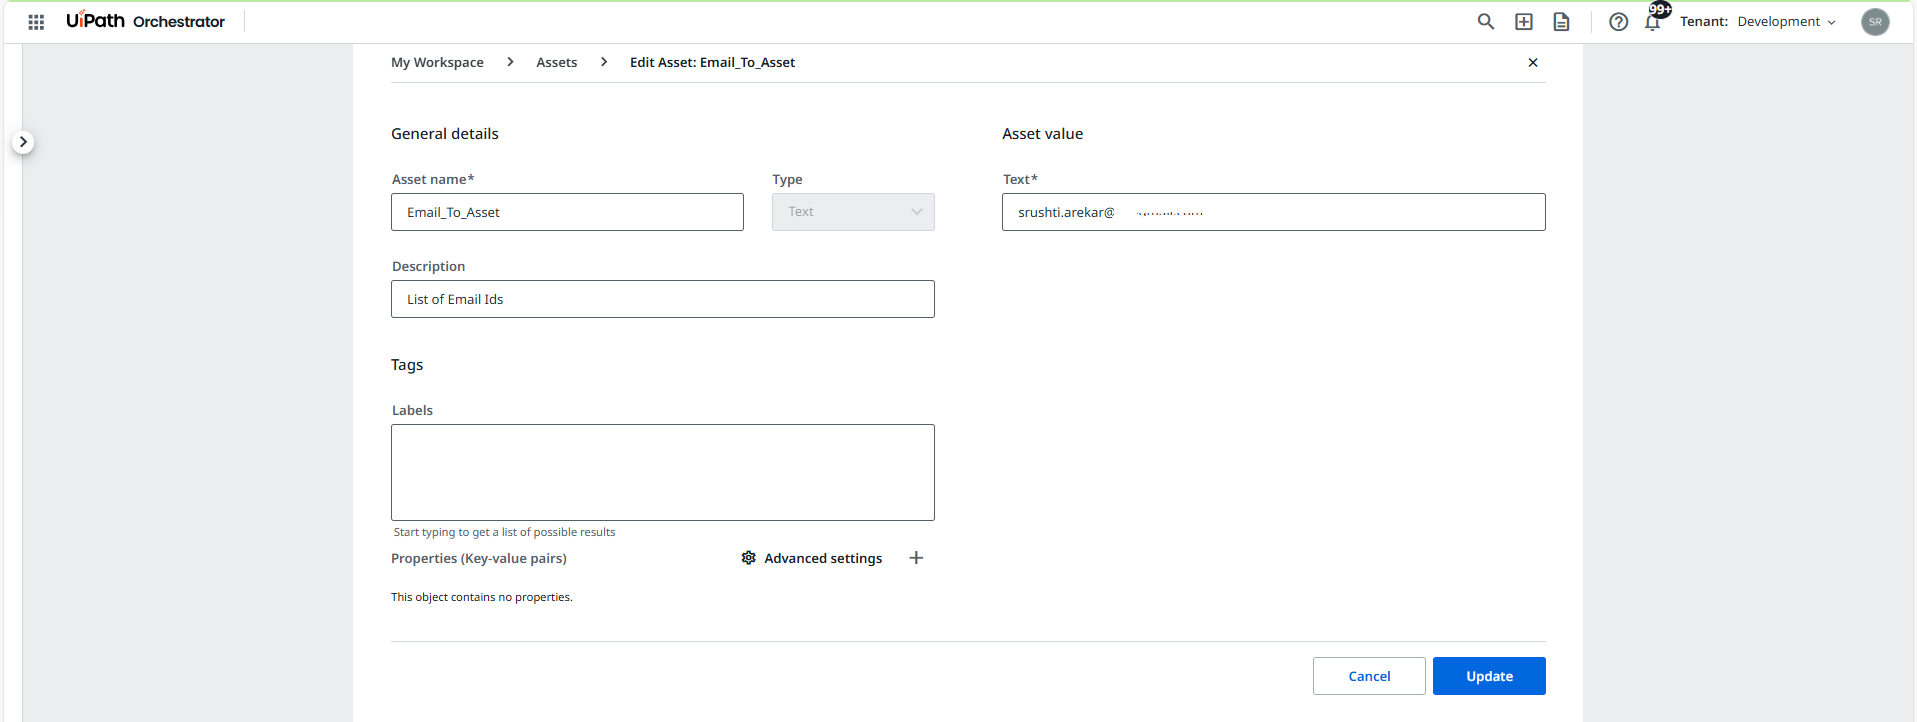 UiPath Orchestrator
99+
Tenant: Development
SR
My Workspace > Assets > Edit Asset: Email_To_Asset
General details
Asset value
Asset name*
Type
Text*
Email_To_Asset
Text
srushti.arekar@
Description
List of Email Ids
Tags
Labels
Start typing to get a list of possible results
Properties (Key-value pairs)
Advanced settings
This object contains no properties.
Cancel
Update